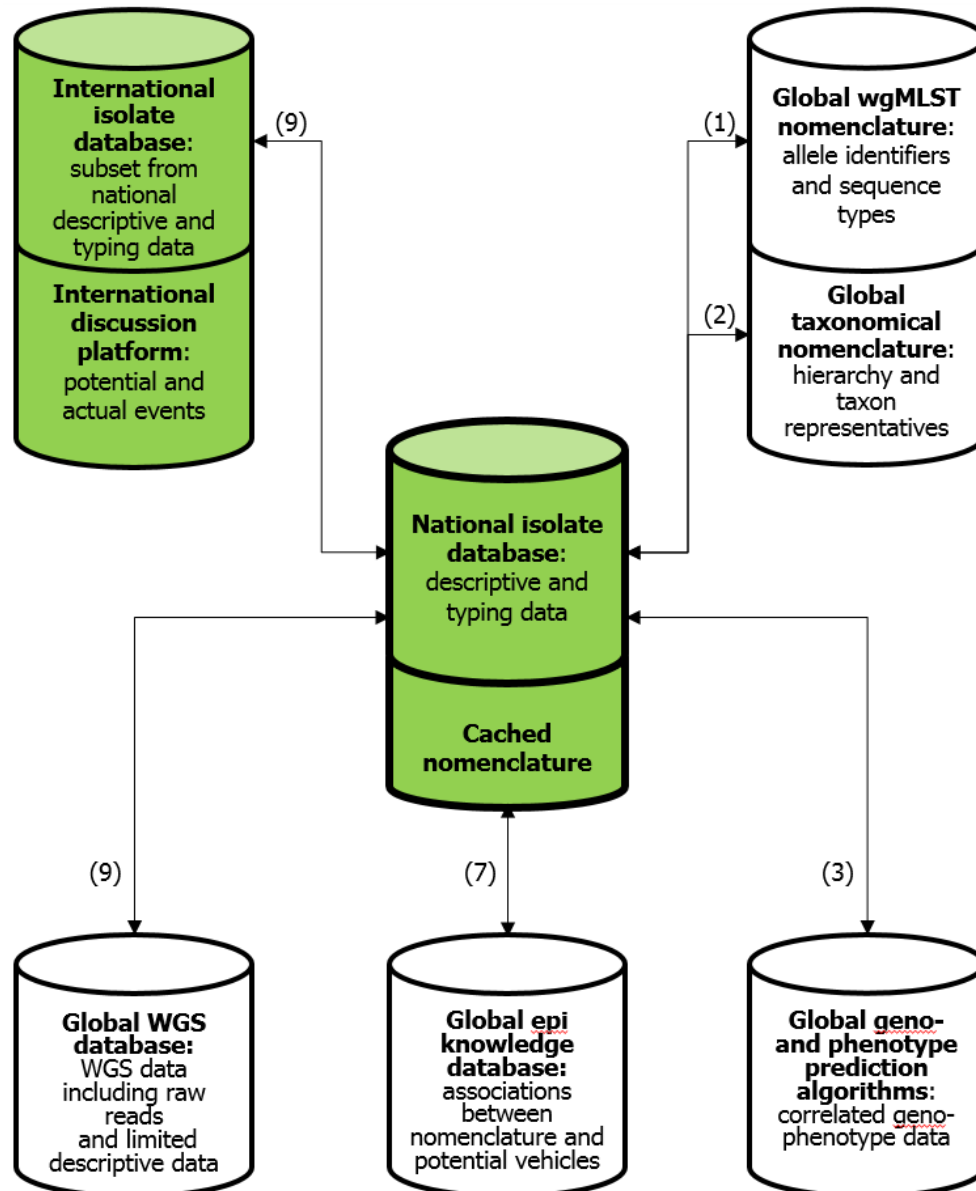 International
isolate
database:
subset from
national
descriptive and
typing data
International
discussion
platform:
potential and
actual events
(9)
(1)
Global wgMLST
nomenclature:
allele identifiers
and sequence
types
(2)
Global
taxonomical
nomenclature:
hierarchy and
taxon
representatives
National isolate
database:
descriptive and
typing data
Cached
nomenclature
(9)
(7)
(3)
Global WGS
database:
WGS data
including raw
reads
and limited
descriptive data
Global epi
knowledge
database:
associations
between
nomenclature and
potential vehicles
Global geno-
and phenotype
prediction
algorithms:
correlated geno-
phenotype data